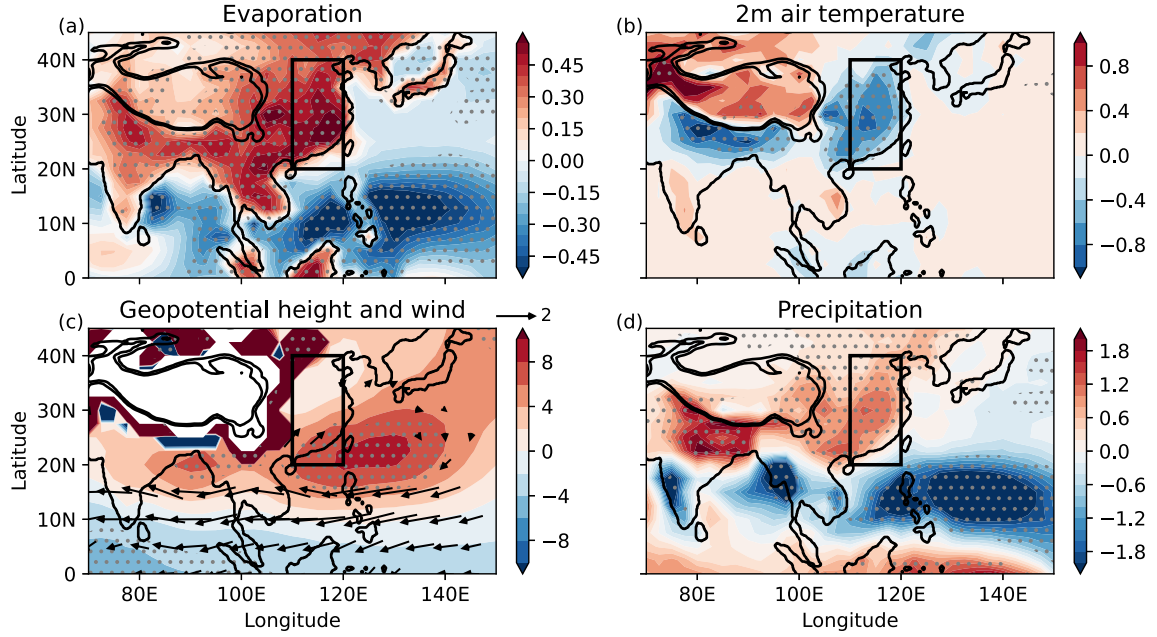 (a) Evaporation
Latitude
40N
30N
20N
10N
0
0.45
0.30
0.15
0.00
−0.15
−0.30
−0.45
(b) 2m air temperature
0.8
0.4
0.0
−0.4
−0.8
(c) Geopotential height and wind 2
Latitude
40N
30N
20N
10N
0
80E 100E 120E 140E
Longitude
8
4
0
−4
−8
(d) Precipitation
80E 100E 120E 140E
Longitude
1.8
1.2
0.6
0.0
−0.6
−1.2
−1.8